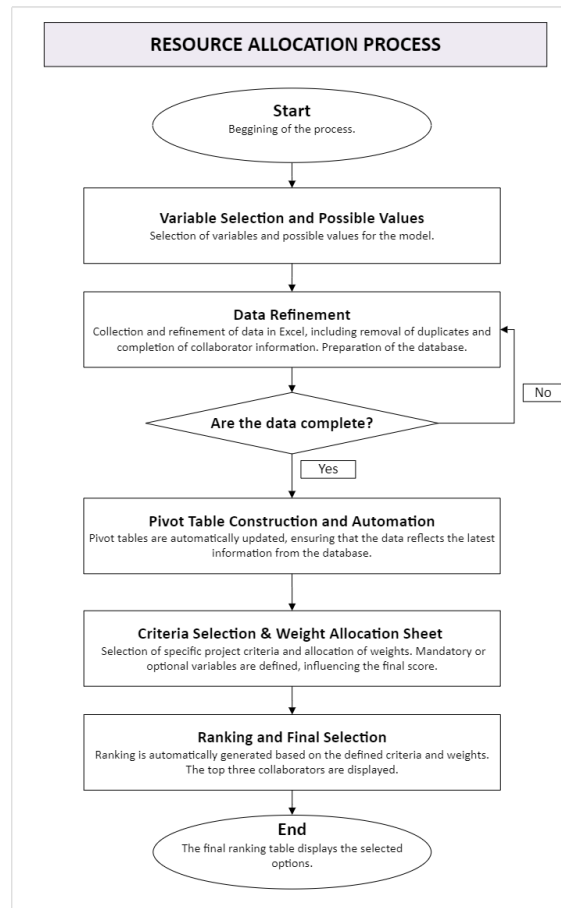 RESOURCE ALLOCATION PROCESS
Start
Beggining of the process.
Variable Selection and Possible Values
Selection of variables and possible values for the model.
Data Refinement
Collection and refinement of data in Excel, including removal of duplicates and
completion of collaborator information. Preparation of the database.
No
Are the data complete?
Yes
Pivot Table Construction and Automation
Pivot tables are automatically updated, ensuring that the data reflects the latest
information from the database.
Criteria Selection & Weight Allocation Sheet
Selection of specific project criteria and allocation of weights. Mandatory or
optional variables are defined, influencing the final score.
Ranking and Final Selection
Ranking is automatically generated based on the defined criteria and weights.
The top three collaborators are displayed.
End
The final ranking table displays the selected
options.